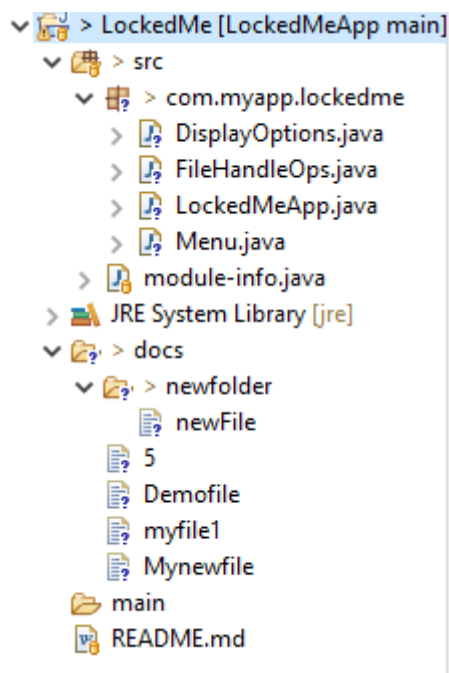 > LockedMe [LockedMeApp main]
> src
> com.myapp.lockedme
DisplayOptions.java
FileHandleOps.java
LockedMeApp.java
Menu.java
module-info.java
JRE System Library [jre]
> docs
> newfolder
newFile
5
Demofile
myfile1
Mynewfile
main
README.md